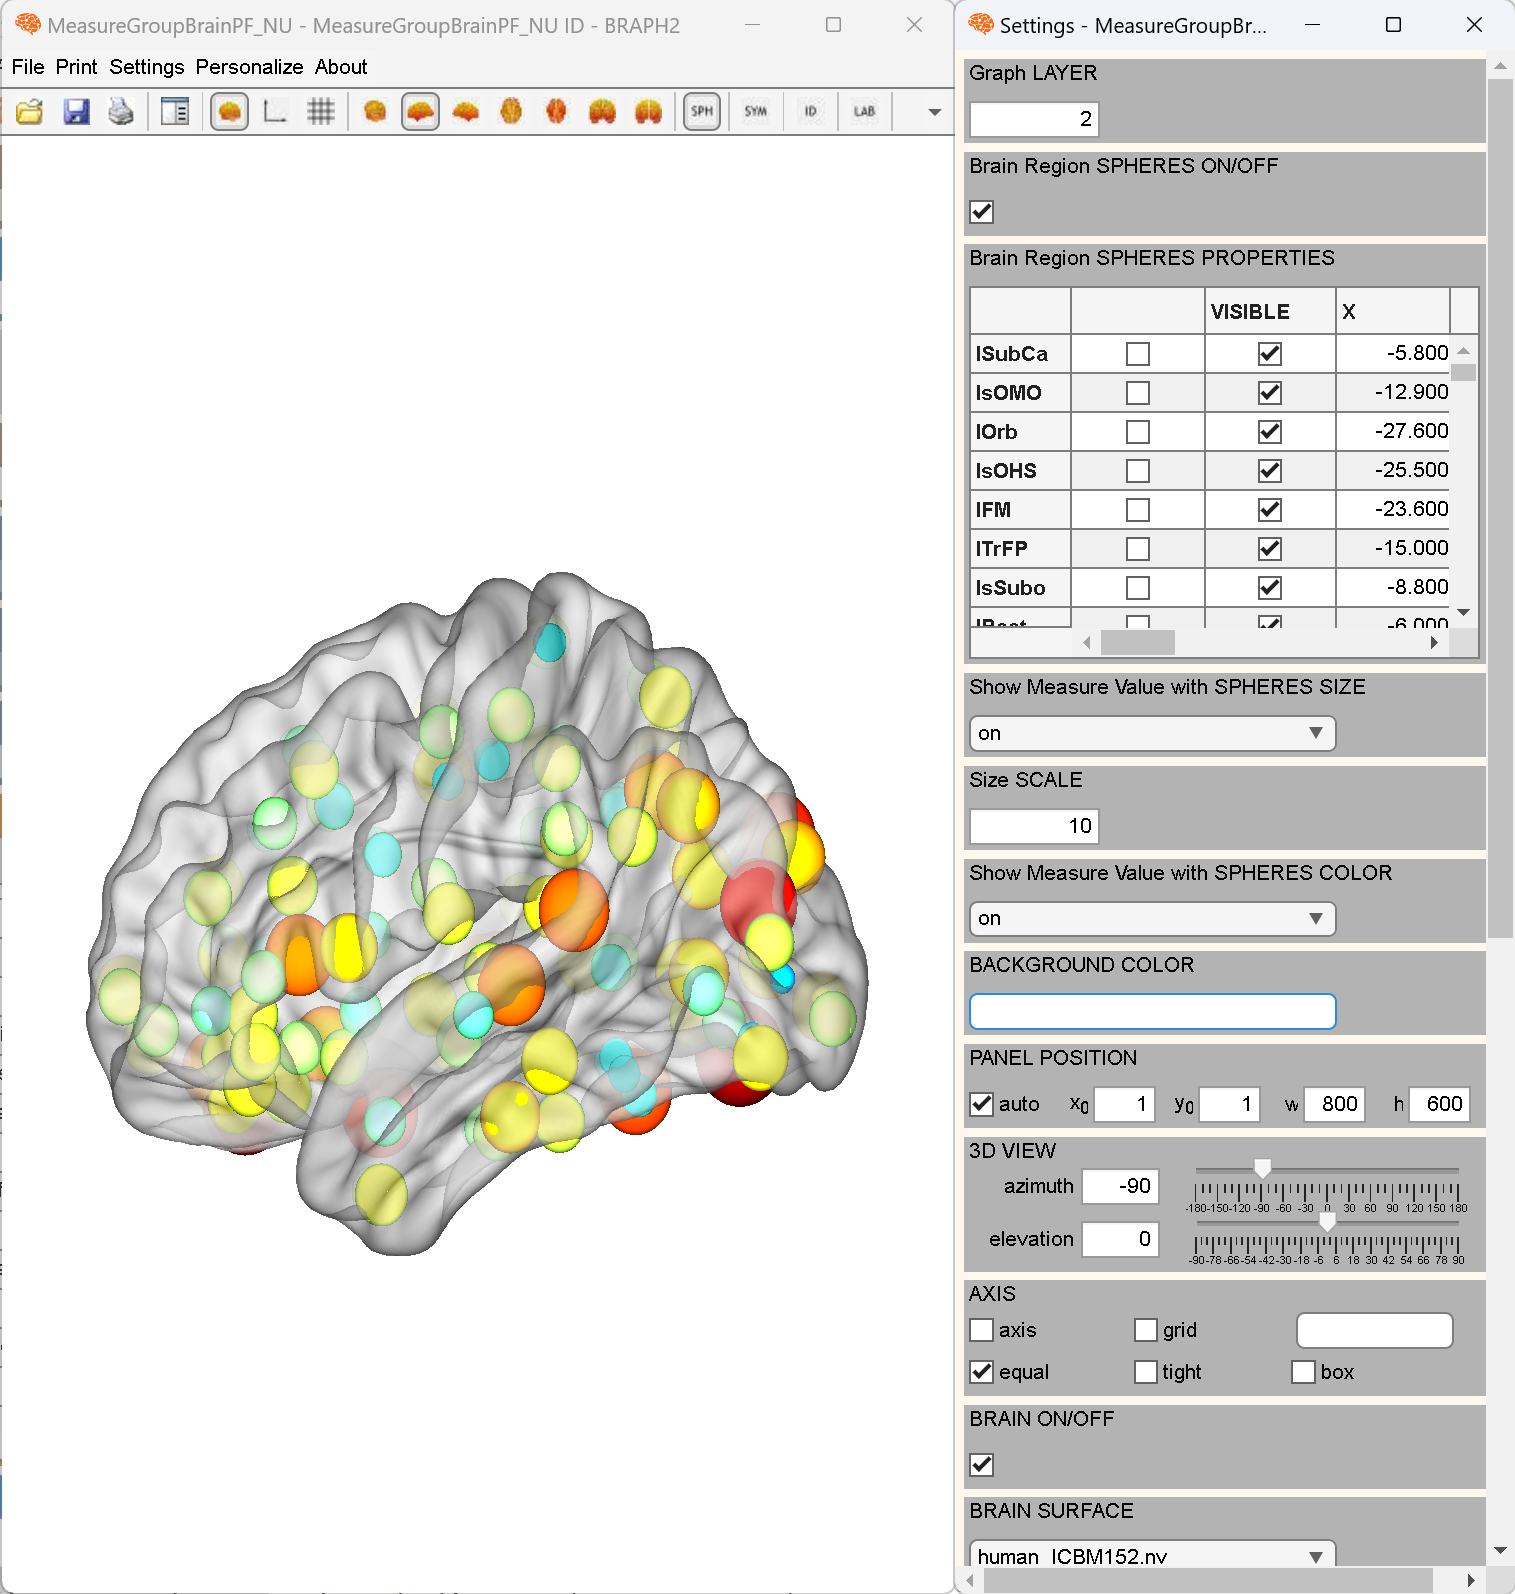 MeasureGroupBrainPF_NU - MeasureGroupBrainPF_NU ID - BRAPH2
File Print Settings Personalize About
SPH SYM ID LAB
Settings - MeasureGroupBr...
Graph LAYER
2
Brain Region SPHERES ON/OFF
Brain Region SPHERES PROPERTIES
VISIBLE X
lSubCa -5.800
lsOMO -12.900
lOrb -27.600
lsOHS -25.500
lFM -23.600
lTrFP -15.000
lsSubo -8.800
lRect -6.000
Show Measure Value with SPHERES SIZE
on
Size SCALE
10
Show Measure Value with SPHERES COLOR
on
BACKGROUND COLOR
PANEL POSITION
auto x0 1 y0 1 w 800 h 600
3D VIEW
azimuth -90
-180 -150 -120 -90 -60 -30 0 30 60 90 120 150 180
elevation 0
-90 -78 -66 -54 -42 -30 -18 -6 6 18 30 42 54 66 78 90
AXIS
axis grid
equal tight box
BRAIN ON/OFF
BRAIN SURFACE
human_ICBM152.nv